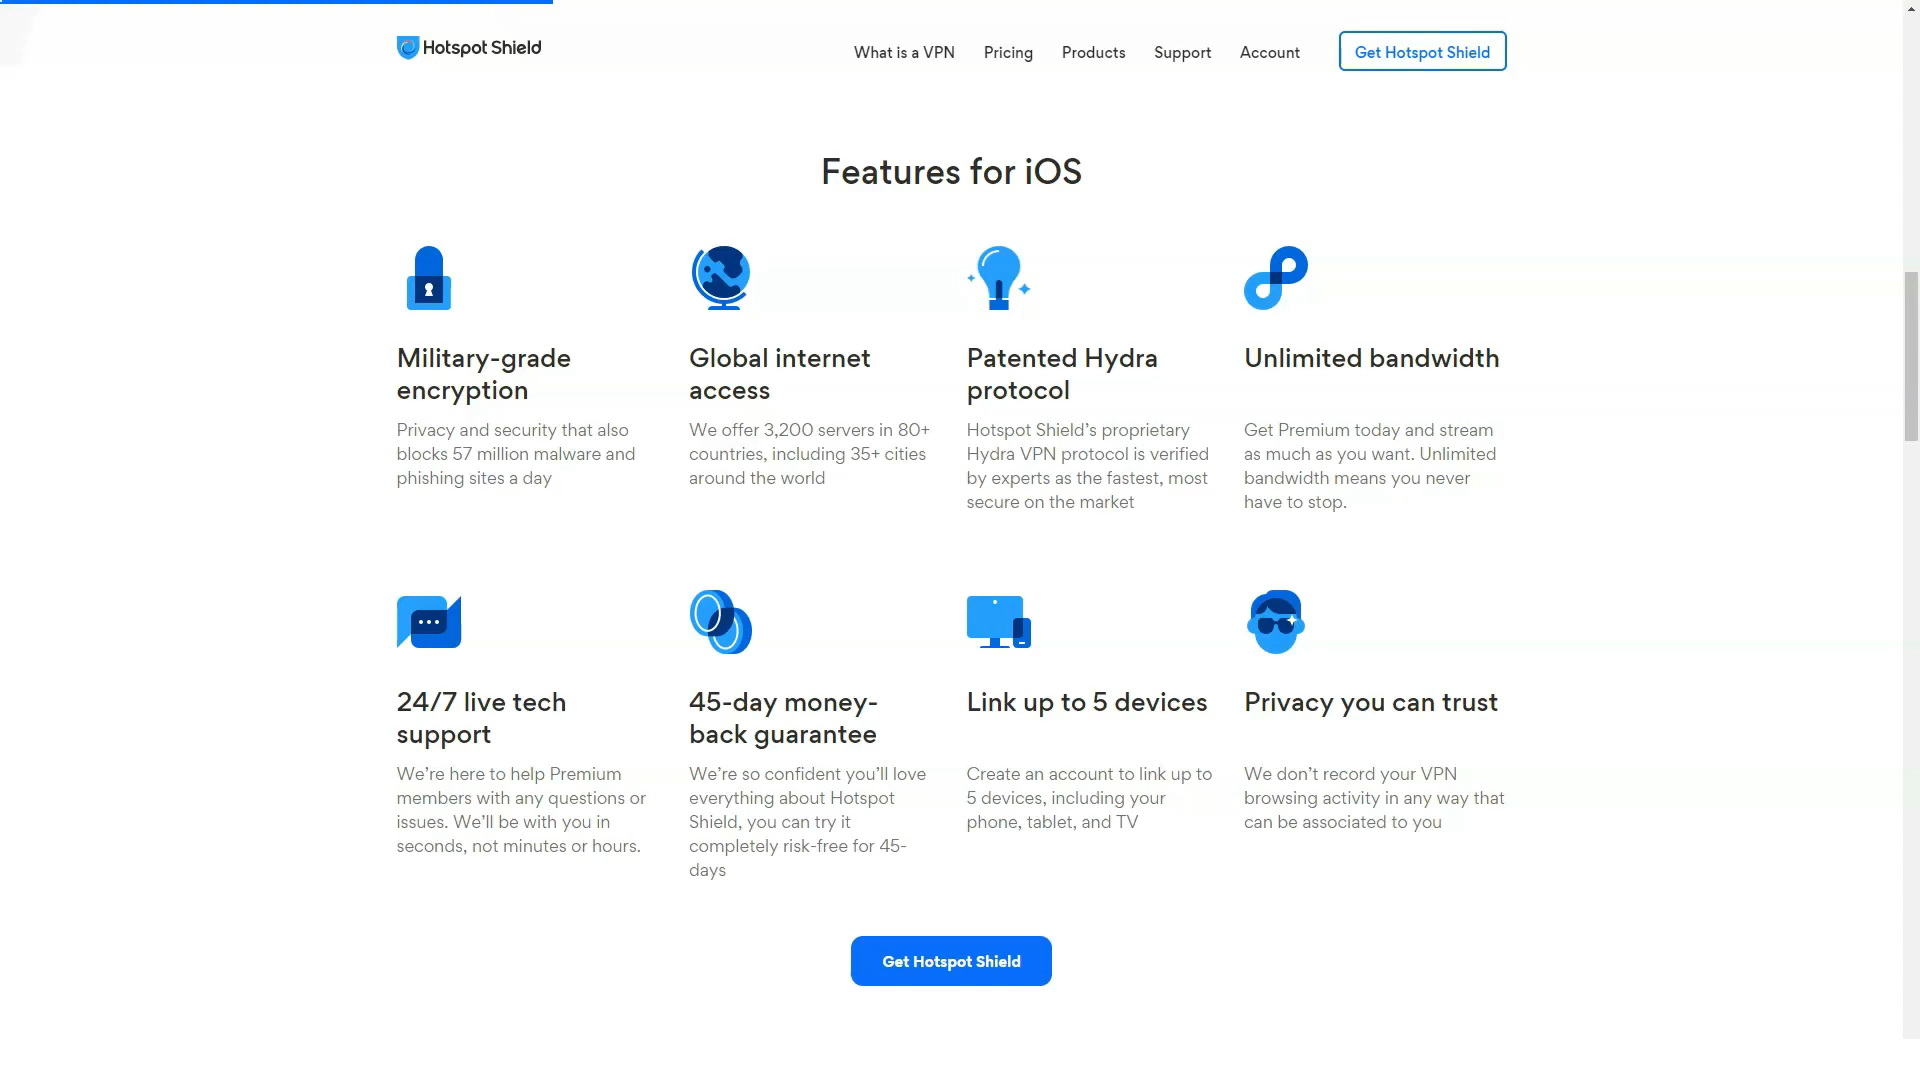 Hotspot Shield
What is a VPN
Pricing
Products
Support
Account
Get Hotspot Shield
Features for iOS
Military-grade
encryption
Privacy and security that also
blocks 57 million malware and
phishing sites a day
Global internet
access
We offer 3,200 servers in 80+
countries, including 35+ cities
around the world
Patented Hydra
protocol
Hotspot Shield’s proprietary
Hydra VPN protocol is verified
by experts as the fastest, most
secure on the market
Unlimited bandwidth
Get Premium today and stream
as much as you want. Unlimited
bandwidth means you never
have to stop.
24/7 live tech
support
We’re here to help Premium
members with any questions or
issues. We’ll be with you in
seconds, not minutes or hours.
45-day money-
back guarantee
We’re so confident you’ll love
everything about Hotspot
Shield, you can try it
completely risk-free for 45-
days
Link up to 5 devices
Create an account to link up to
5 devices, including your
phone, tablet, and TV
Privacy you can trust
We don’t record your VPN
browsing activity in any way that
can be associated to you
Get Hotspot Shield